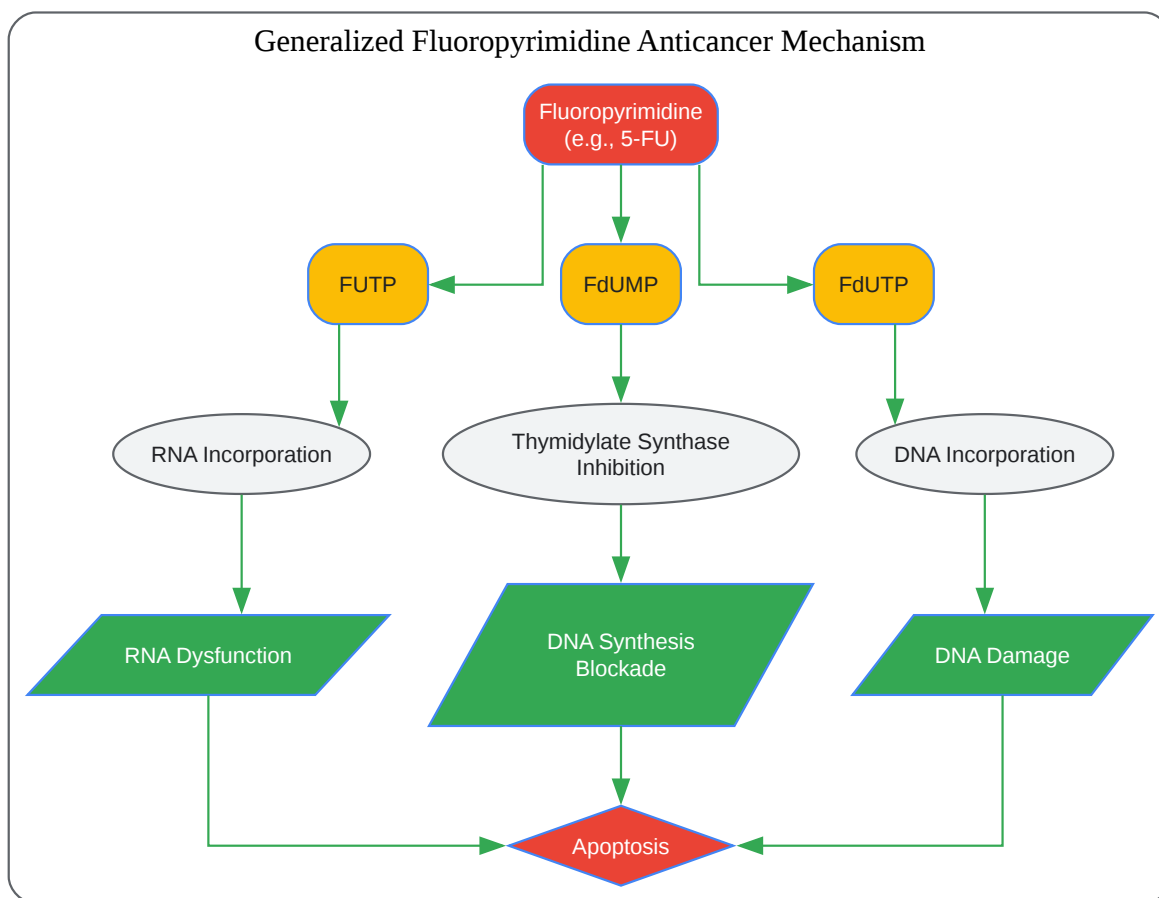 Generalized Fluoropyrimidine Anticancer Mechanism
Fluoropyrimidine
(e.g., 5-FU)
FUTP
FdUMP
FdUTP
RNA Incorporation
Thymidylate Synthase
Inhibition
DNA Incorporation
RNA Dysfunction
DNA Synthesis
Blockade
DNA Damage
Apoptosis